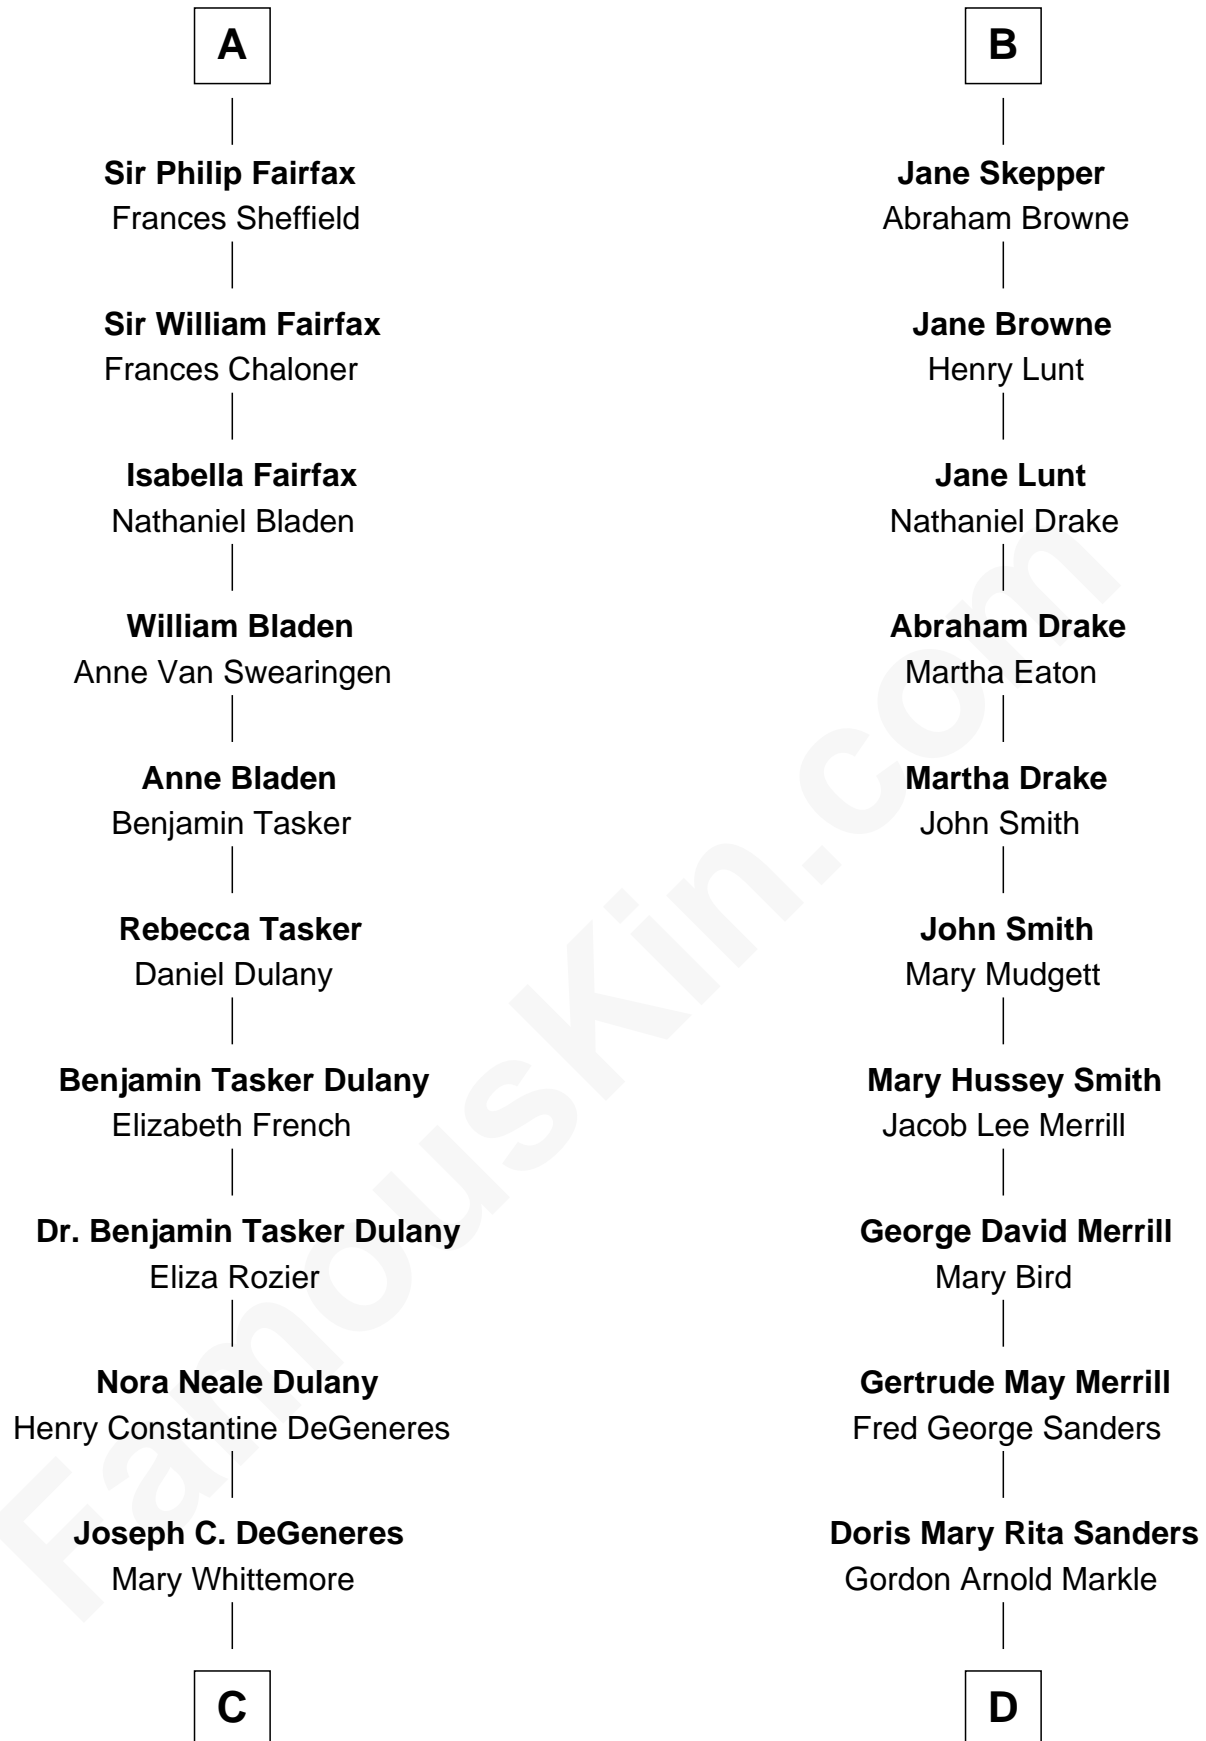 A
Sir Philip Fairfax
Frances Sheffield
Sir William Fairfax
Frances Chaloner
Isabella Fairfax
Nathaniel Bladen
William Bladen
Anne Van Swearingen
Anne Bladen
Benjamin Tasker
Rebecca Tasker
Daniel Dulany
Benjamin Tasker Dulany
Elizabeth French
Dr. Benjamin Tasker Dulany
Eliza Rozier
Nora Neale Dulany
Henry Constantine DeGeneres
Joseph C. DeGeneres
Mary Whittemore
C
B
Jane Skepper
Abraham Browne
Jane Browne
Henry Lunt
Jane Lunt
Nathaniel Drake
Abraham Drake
Martha Eaton
Martha Drake
John Smith
John Smith
Mary Mudgett
Mary Hussey Smith
Jacob Lee Merrill
George David Merrill
Mary Bird
Gertrude May Merrill
Fred George Sanders
Doris Mary Rita Sanders
Gordon Arnold Markle
D
FamousKin.com